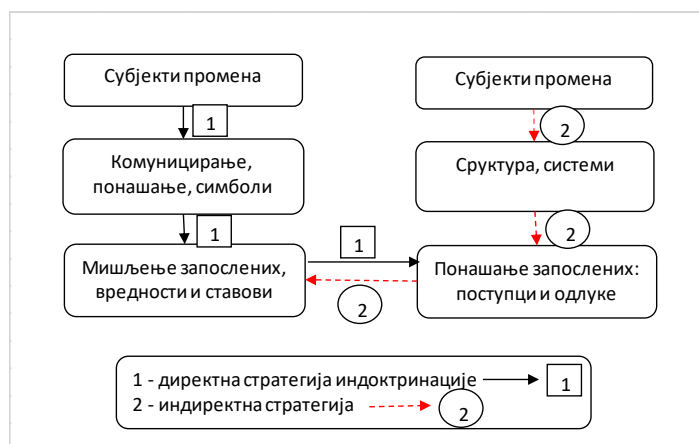 Субјекти промена
Субјекти промена
1
2
Комуницирање,
понашање, симболи
Сруктура, системи
1
2
Мишљење запослених,
вредности и ставови
1
2
Понашање запослених:
поступци и одлуке
1 - директна стратегија индоктринације
1
2 - индиректна стратегија
2